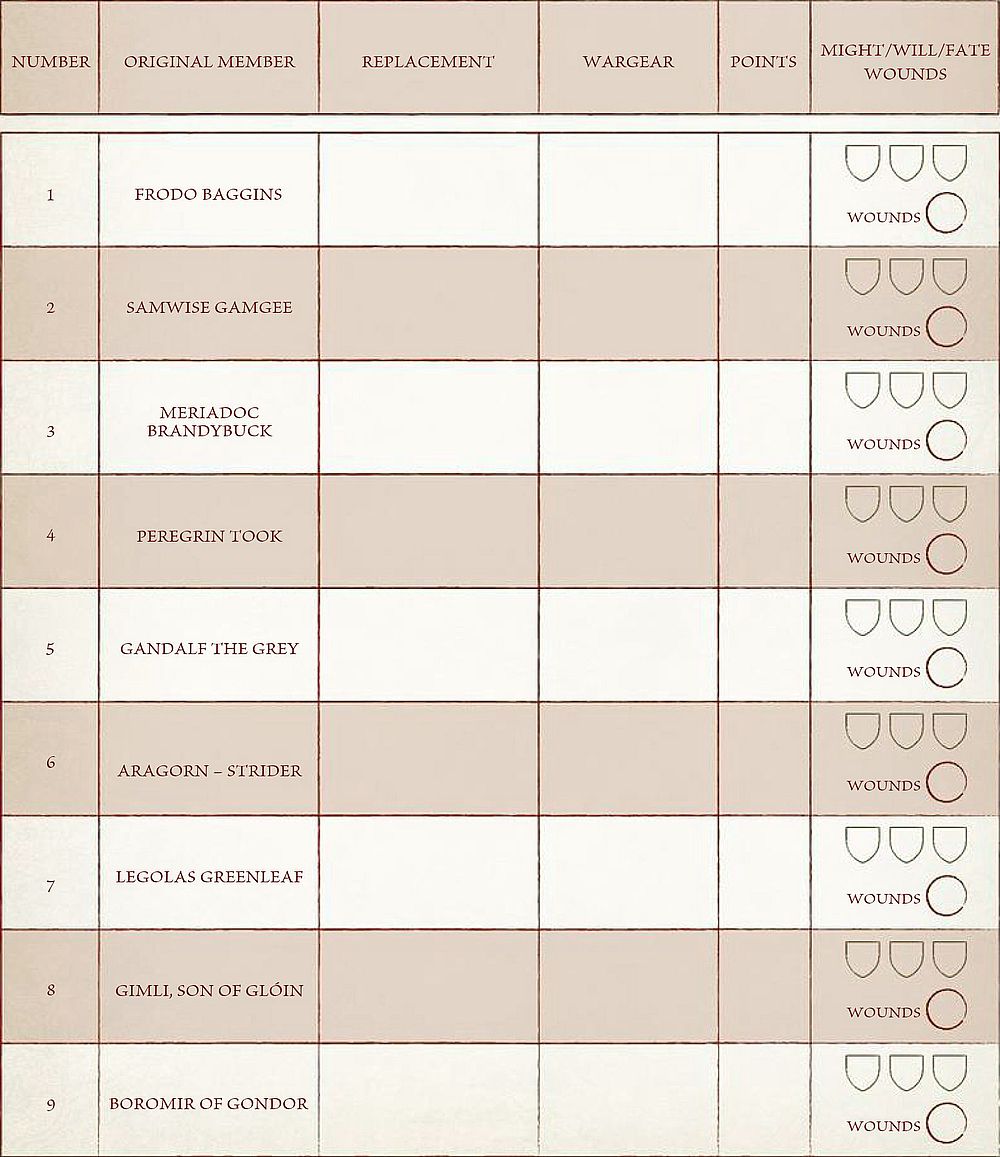 NUMBER ORIGINAL MEMBER REPLACEMENT WARGEAR POINTS MIGHT/WILL/FATE
WOUNDS
1 FRODO BAGGINS
WOUNDS
2 SAMWISE GAMGEE
WOUNDS
3 MERIADOC
BRANDYBUCK
WOUNDS
4 PEREGRIN TOOK
WOUNDS
5 GANDALF THE GREY
WOUNDS
6 ARAGORN – STRIDER
WOUNDS
7 LEGOLAS GREENLEAF
WOUNDS
8 GIMLI, SON OF GLÓIN
WOUNDS
9 BOROMIR OF GONDOR
WOUNDS